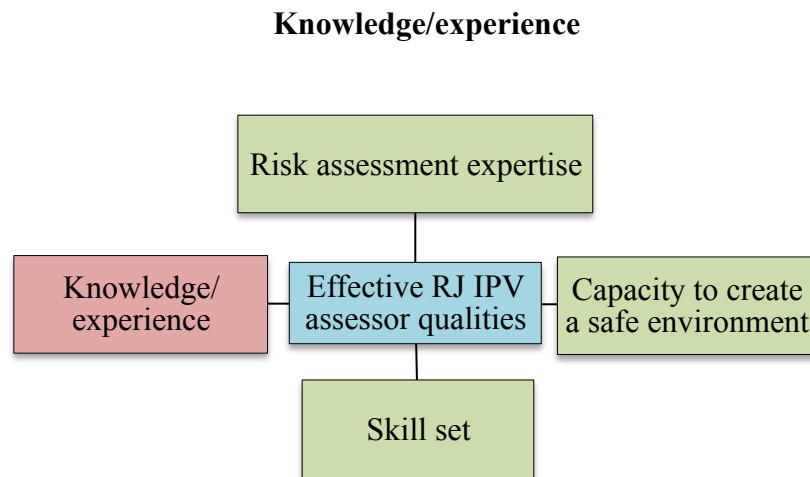 Knowledge/experience
Risk assessment expertise
Knowledge/
experience
Effective RJ IPV
assessor qualities
Capacity to create
a safe environment
Skill set